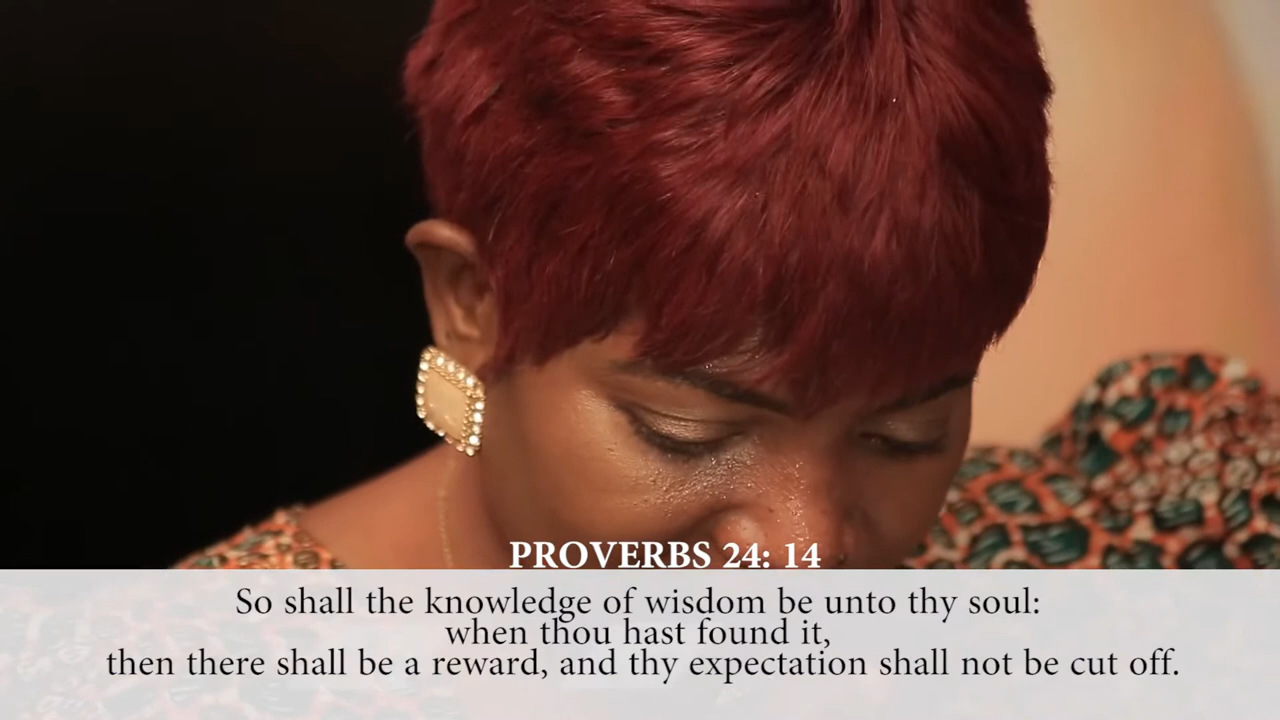 PROVERBS 24: 14
So shall the knowledge of wisdom be unto thy soul:
when thou hast found it,
then there shall be a reward, and thy expectation shall not be cut off.